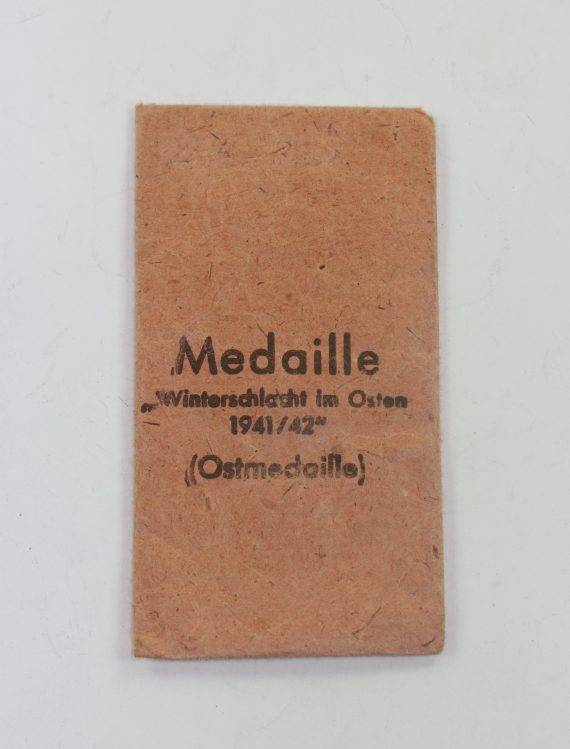 Medaille
„Winterschlacht im Osten
1941/42“
(Ostmedaille)